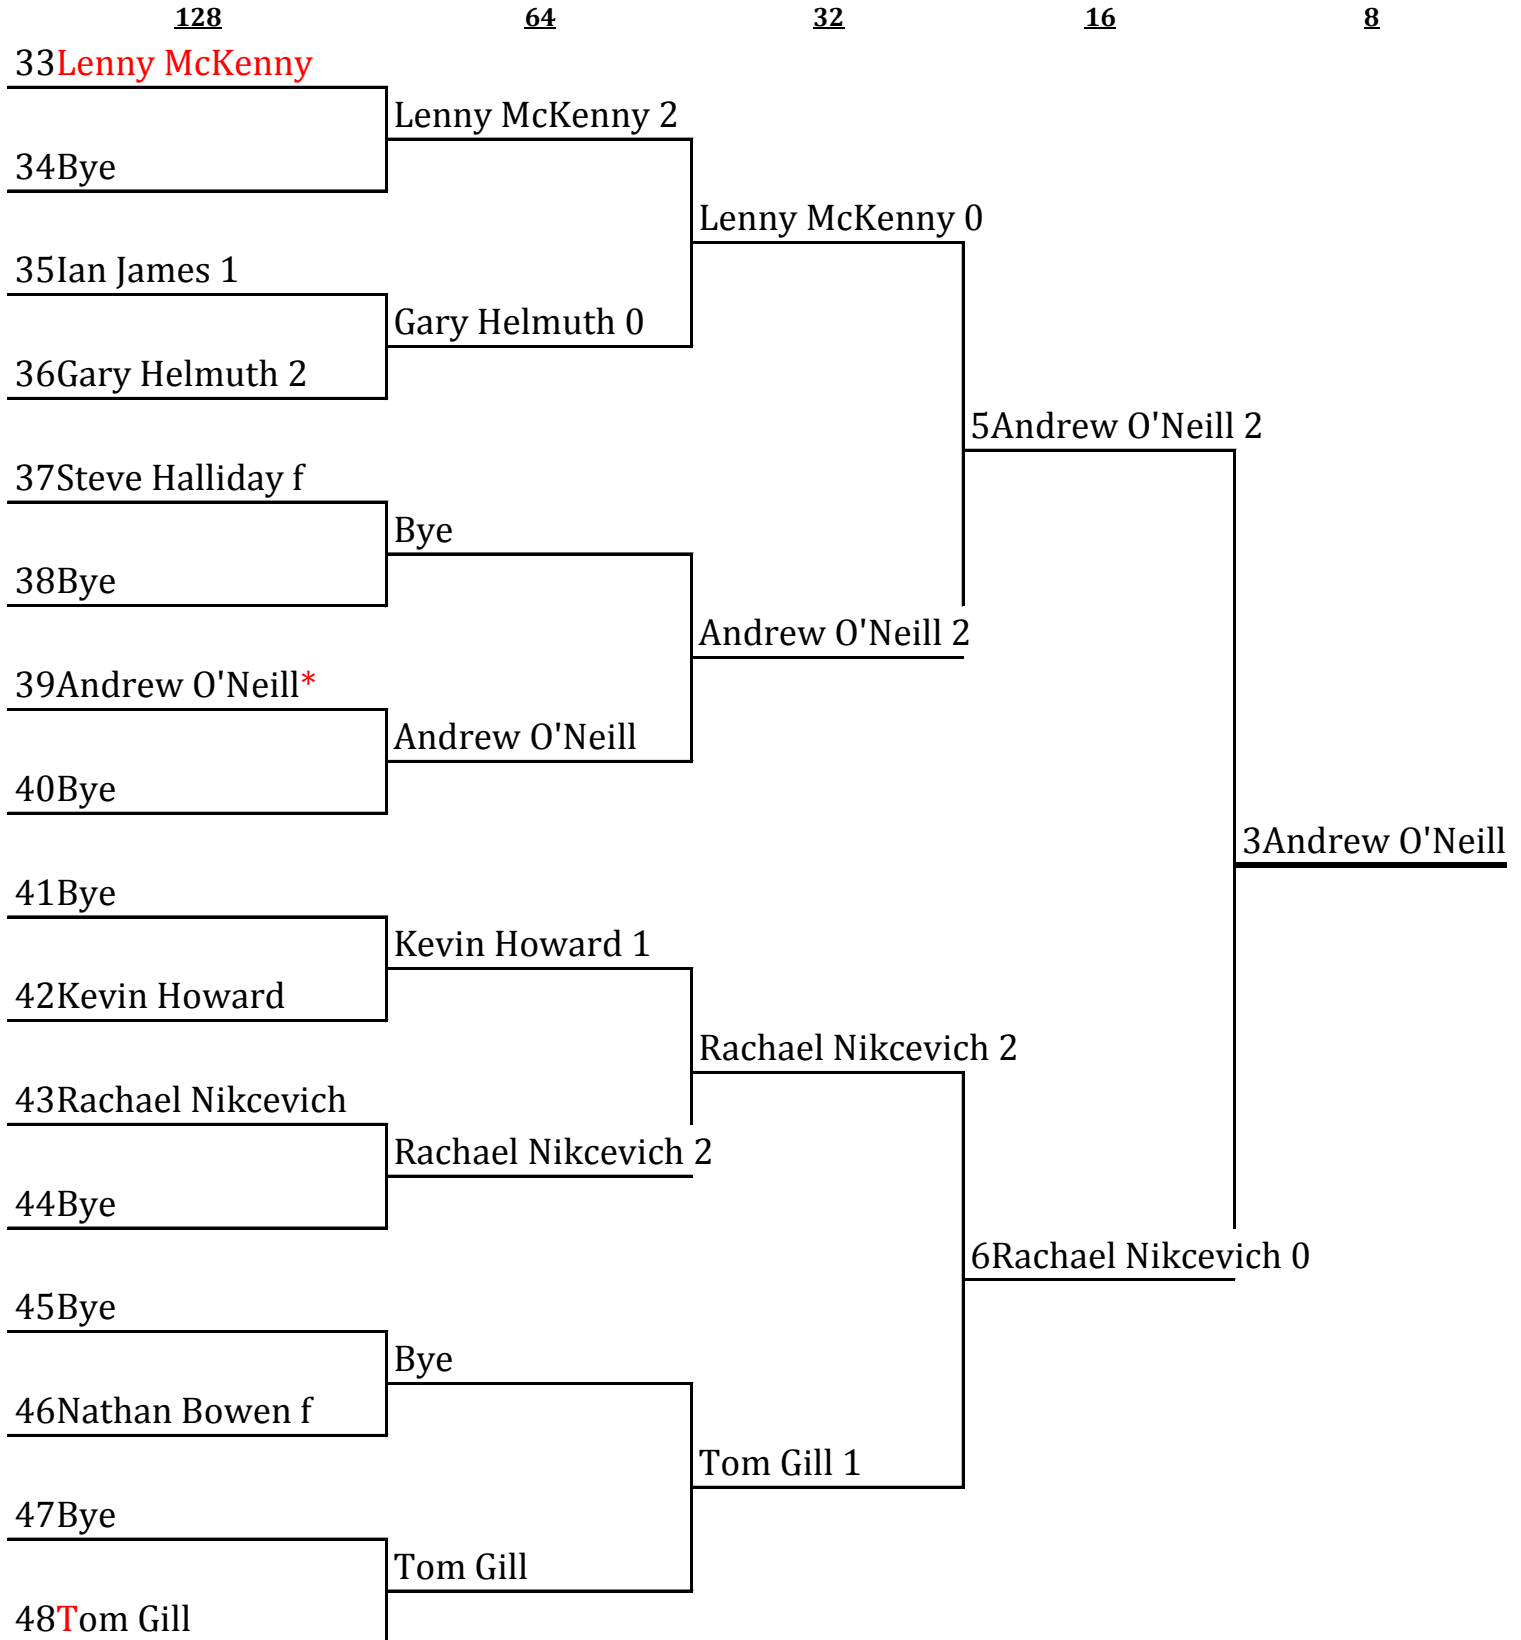 128 64 32 16 8
33Lenny McKenny
Lenny McKenny 2
34Bye
Lenny McKenny 0
35Ian James 1
Gary Helmuth 0
36Gary Helmuth 2
5Andrew O'Neill 2
37Steve Halliday f
Bye
38Bye
Andrew O'Neill 2
39Andrew O'Neill*
Andrew O'Neill
40Bye
3Andrew O'Neill
41Bye
Kevin Howard 1
42Kevin Howard
Rachael Nikcevich 2
43Rachael Nikcevich
Rachael Nikcevich 2
44Bye
6Rachael Nikcevich 0
45Bye
Bye
46Nathan Bowen f
Tom Gill 1
47Bye
Tom Gill
48Tom Gill